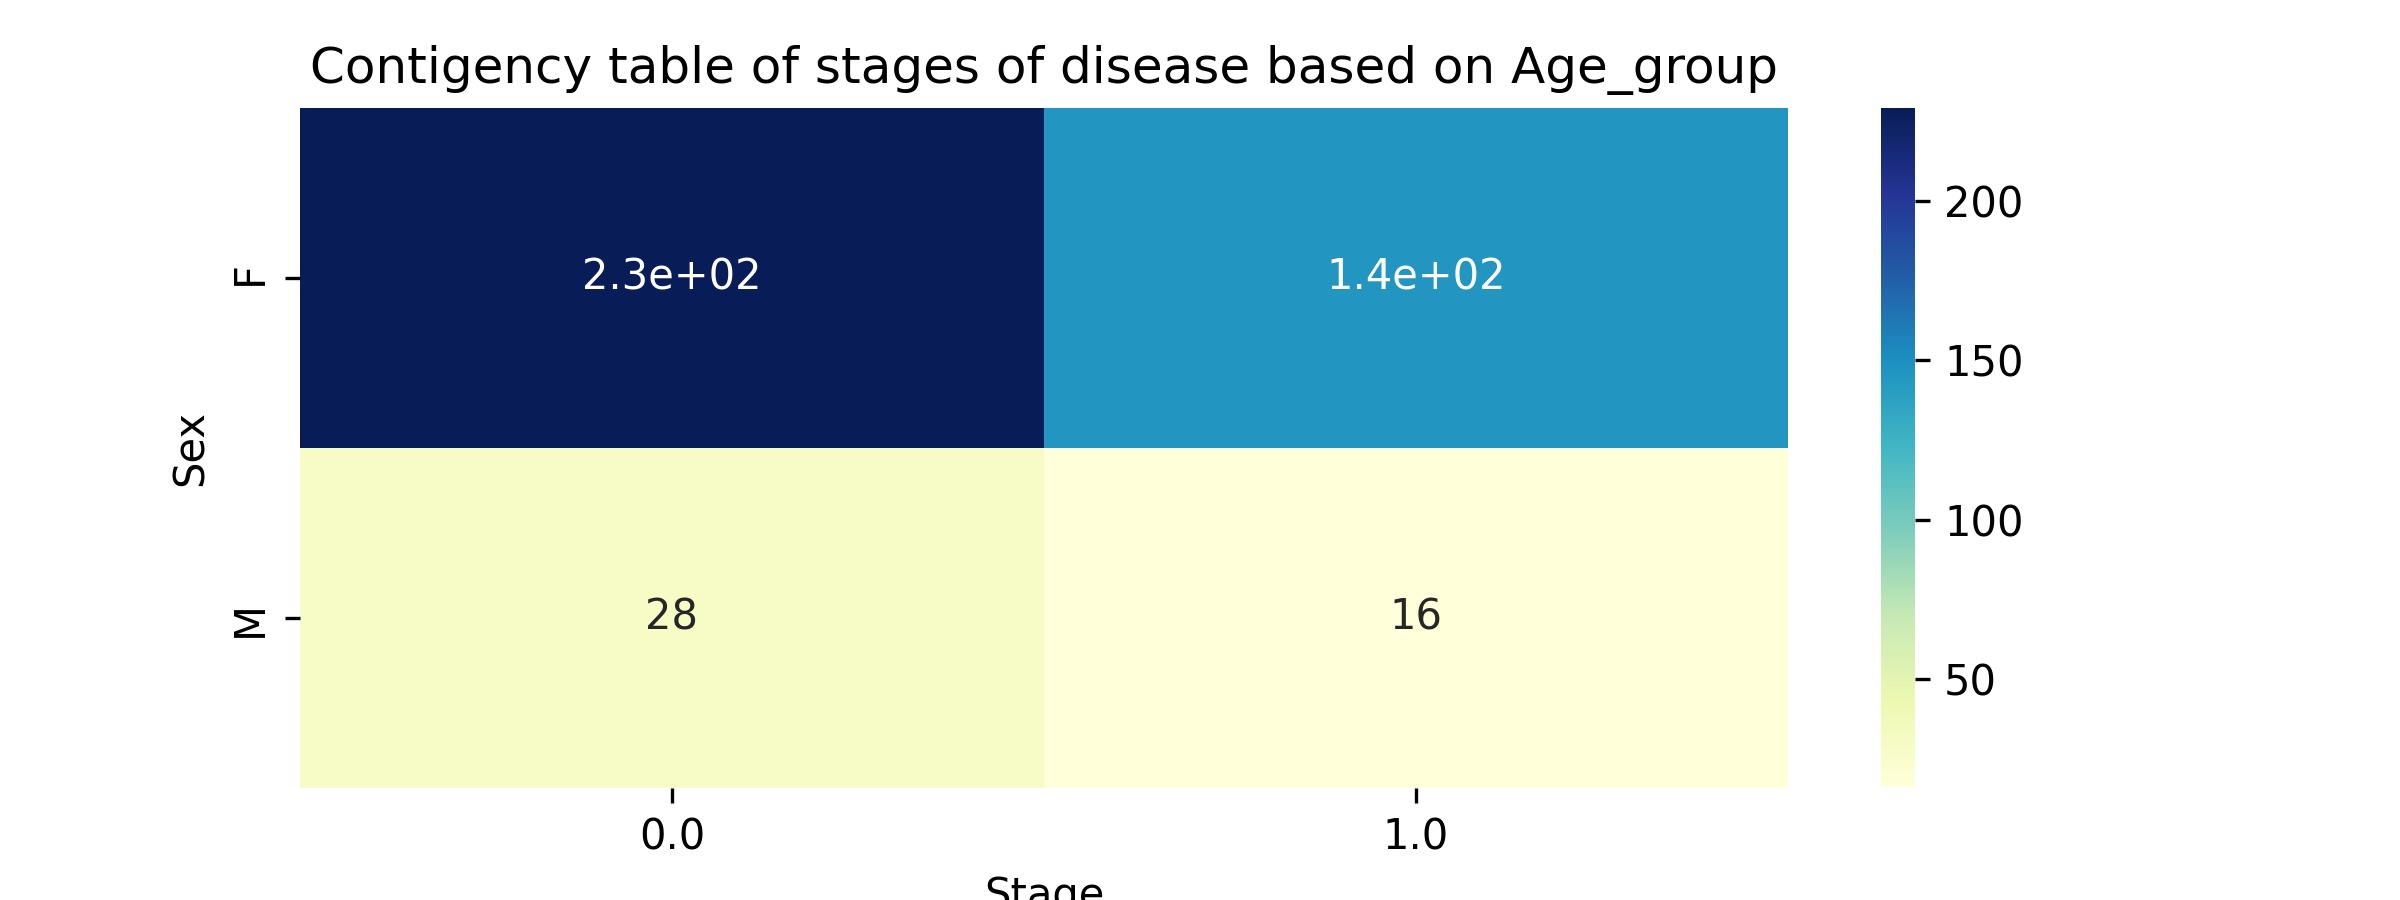 Contigency table of stages of disease based on Age_group
2.3e+02
1.4e+02
28
16
F
M
Sex
0.0
1.0
Stage
200
150
100
50